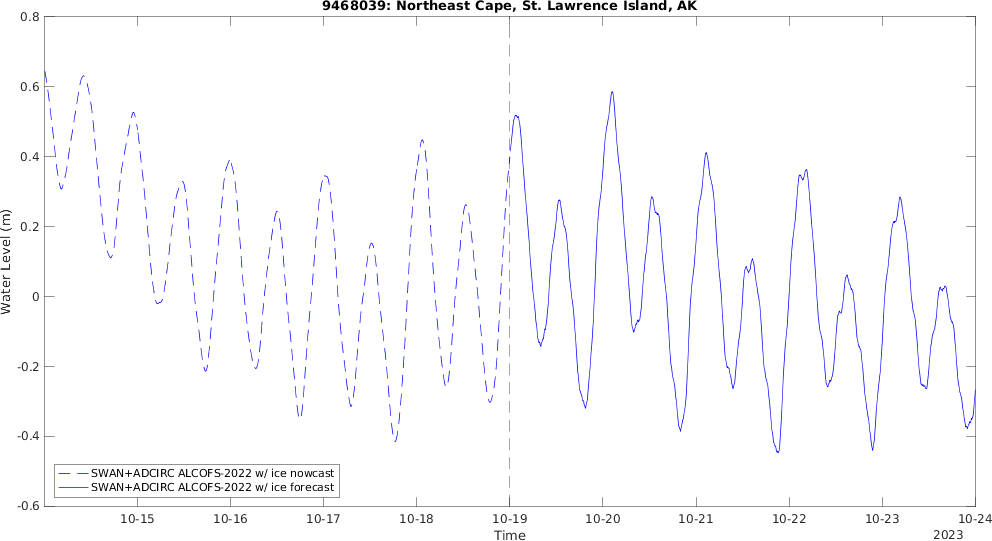 9468039: Northeast Cape, St. Lawrence Island, AK
0.8
0.6
0.4
0.2
0
-0.2
-0.4
-0.6
Water Level (m)
SWAN+ADCIRC ALCOFS-2022 w/ ice nowcast
SWAN+ADCIRC ALCOFS-2022 w/ ice forecast
10-15 10-16 10-17 10-18 10-19 10-20 10-21 10-22 10-23 10-24
Time
2023